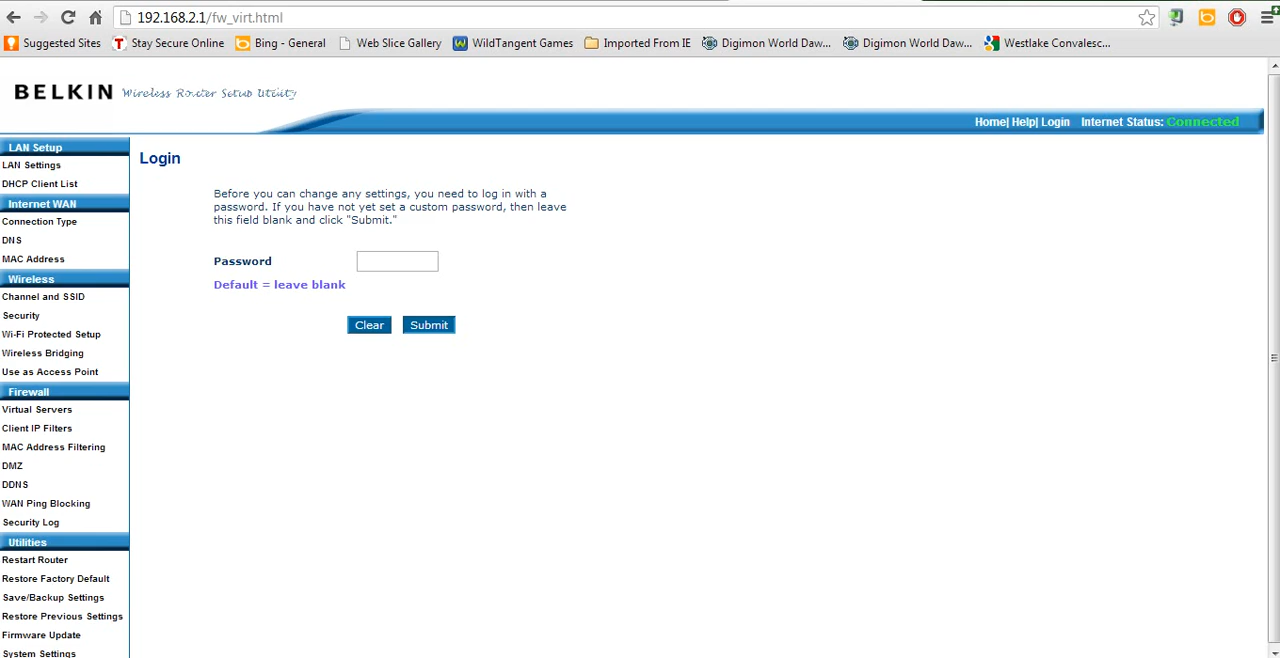 192.168.2.1/fw_virt.html
Suggested Sites Stay Secure Online Bing - General Web Slice Gallery WildTangent Games Imported From IE Digimon World Daw... Digimon World Daw... Westlake Convalesc...
BELKIN Wireless Router Setup Utility
Home| Help| Login Internet Status: Connected
LAN Setup
LAN Settings
DHCP Client List
Internet WAN
Connection Type
DNS
MAC Address
Wireless
Channel and SSID
Security
Wi-Fi Protected Setup
Wireless Bridging
Use as Access Point
Firewall
Virtual Servers
Client IP Filters
MAC Address Filtering
DMZ
DDNS
WAN Ping Blocking
Security Log
Utilities
Restart Router
Restore Factory Default
Save/Backup Settings
Restore Previous Settings
Firmware Update
System Settings
Login
Before you can change any settings, you need to log in with a
password. If you have not yet set a custom password, then leave
this field blank and click "Submit."
Password
Default = leave blank
Clear Submit